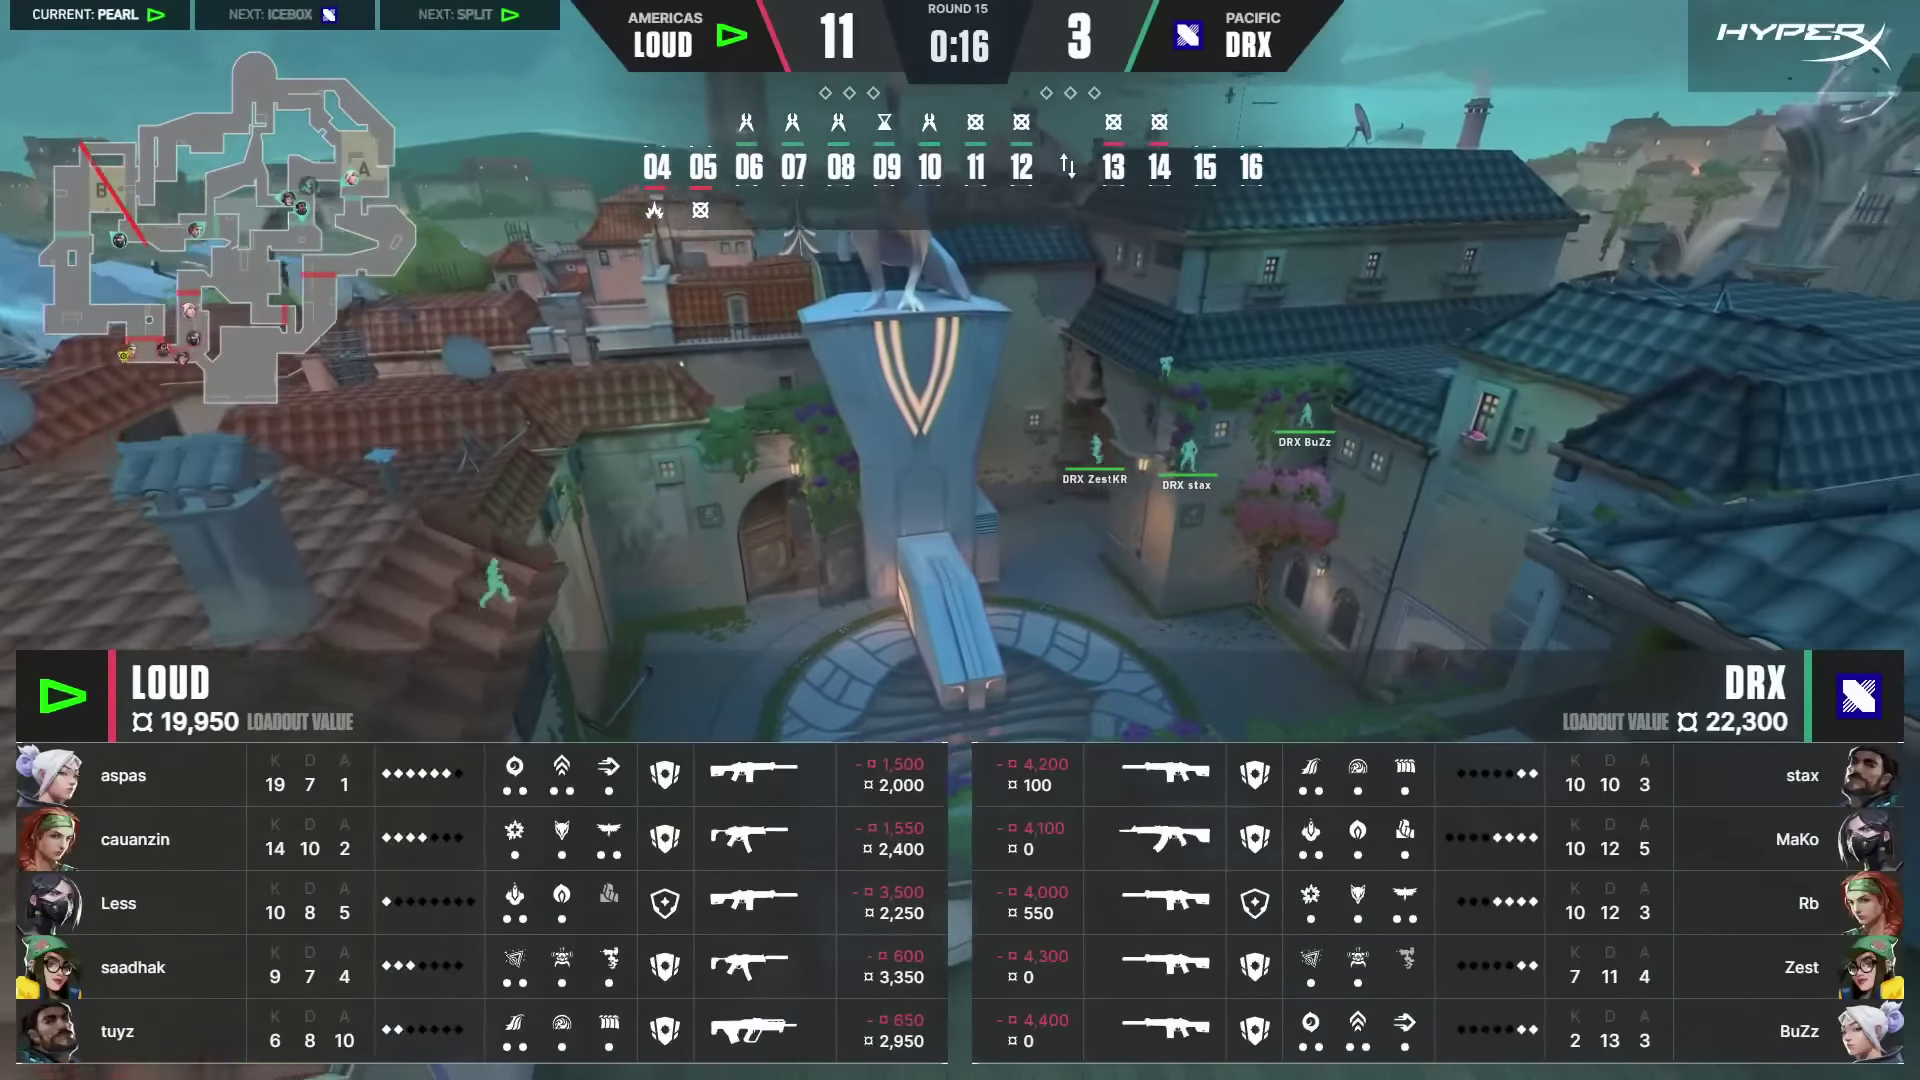 CURRENT: PEARL
NEXT: ICEBOX
NEXT: SPLIT
AMERICAS
LOUD
11
ROUND 15
0:16
3
PACIFIC
DRX
HYPERX
04 05 06 07 08 09 10 11 12 13 14 15 16
A
B
DRX BuZz
DRX ZestKR
DRX stax
LOUD
19,950 LOADOUT VALUE
DRX
LOADOUT VALUE 22,300
aspas
K D A
19 7 1
- 1,500
2,000
cauanzin
K D A
14 10 2
- 1,550
2,400
Less
K D A
10 8 5
- 3,500
2,250
saadhak
K D A
9 7 4
- 600
3,350
tuyz
K D A
6 8 10
- 650
2,950
- 4,200
100
K D A
10 10 3
stax
- 4,100
0
K D A
10 12 5
MaKo
- 4,000
550
K D A
10 12 3
Rb
- 4,300
0
K D A
7 11 4
Zest
- 4,400
0
K D A
2 13 3
BuZz